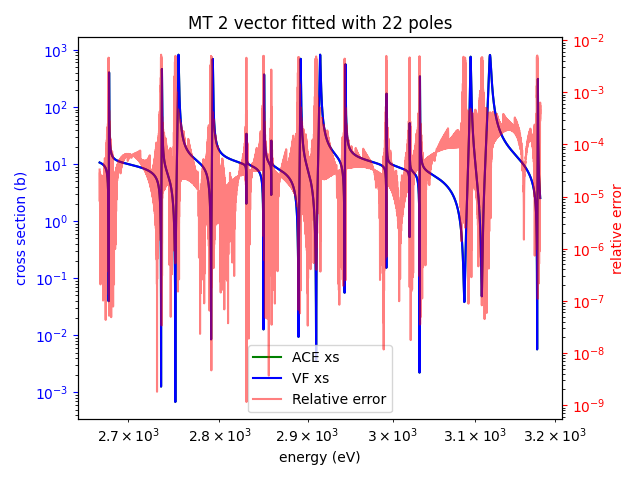 MT 2 vector fitted with 22 poles
10³
10²
10¹
10⁰
10⁻¹
10⁻²
10⁻³
cross section (b)
10⁻²
10⁻³
10⁻⁴
10⁻⁵
10⁻⁶
10⁻⁷
10⁻⁸
10⁻⁹
relative error
ACE xs
VF xs
Relative error
2.7 × 10³ 2.8 × 10³ 2.9 × 10³ 3 × 10³ 3.1 × 10³ 3.2 × 10³
energy (eV)